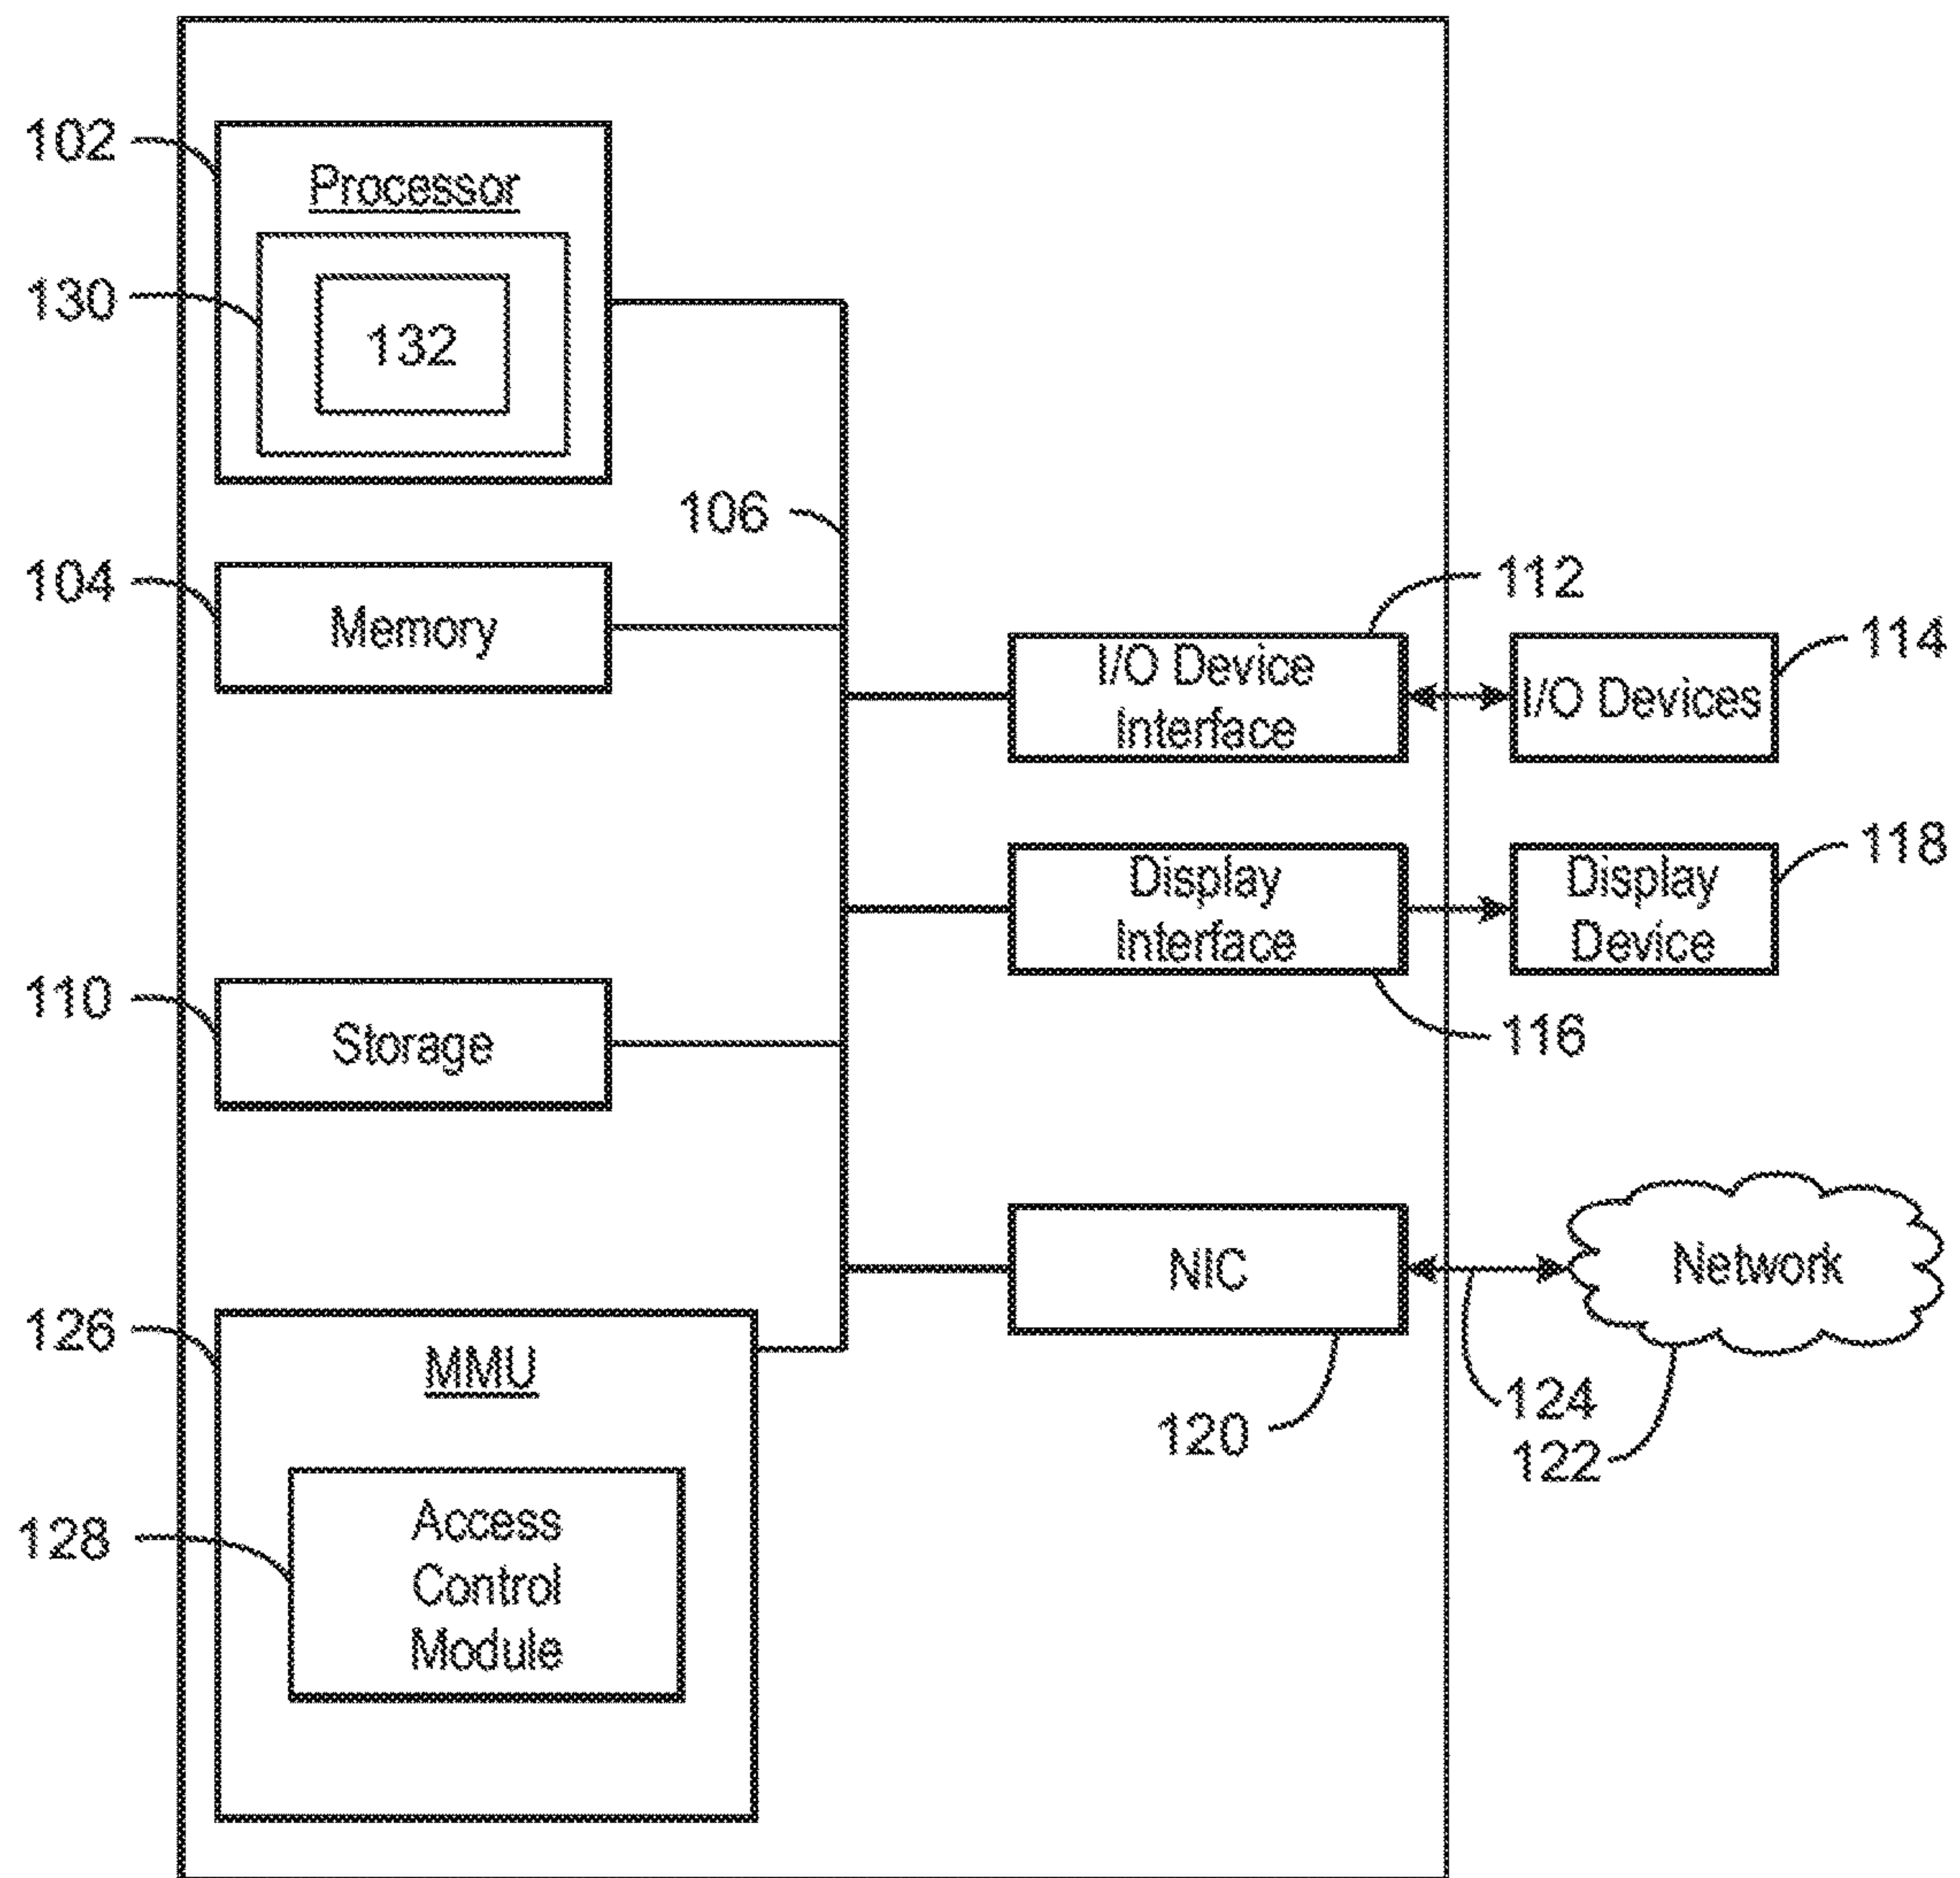 102
Processor
130
132
106
104
Memory
112
I/O Device
Interface
114
I/O Devices
118
Display
Interface
Display
Device
116
110
Storage
NIC
Network
126
MMU
120
124
122
128
Access
Control
Module